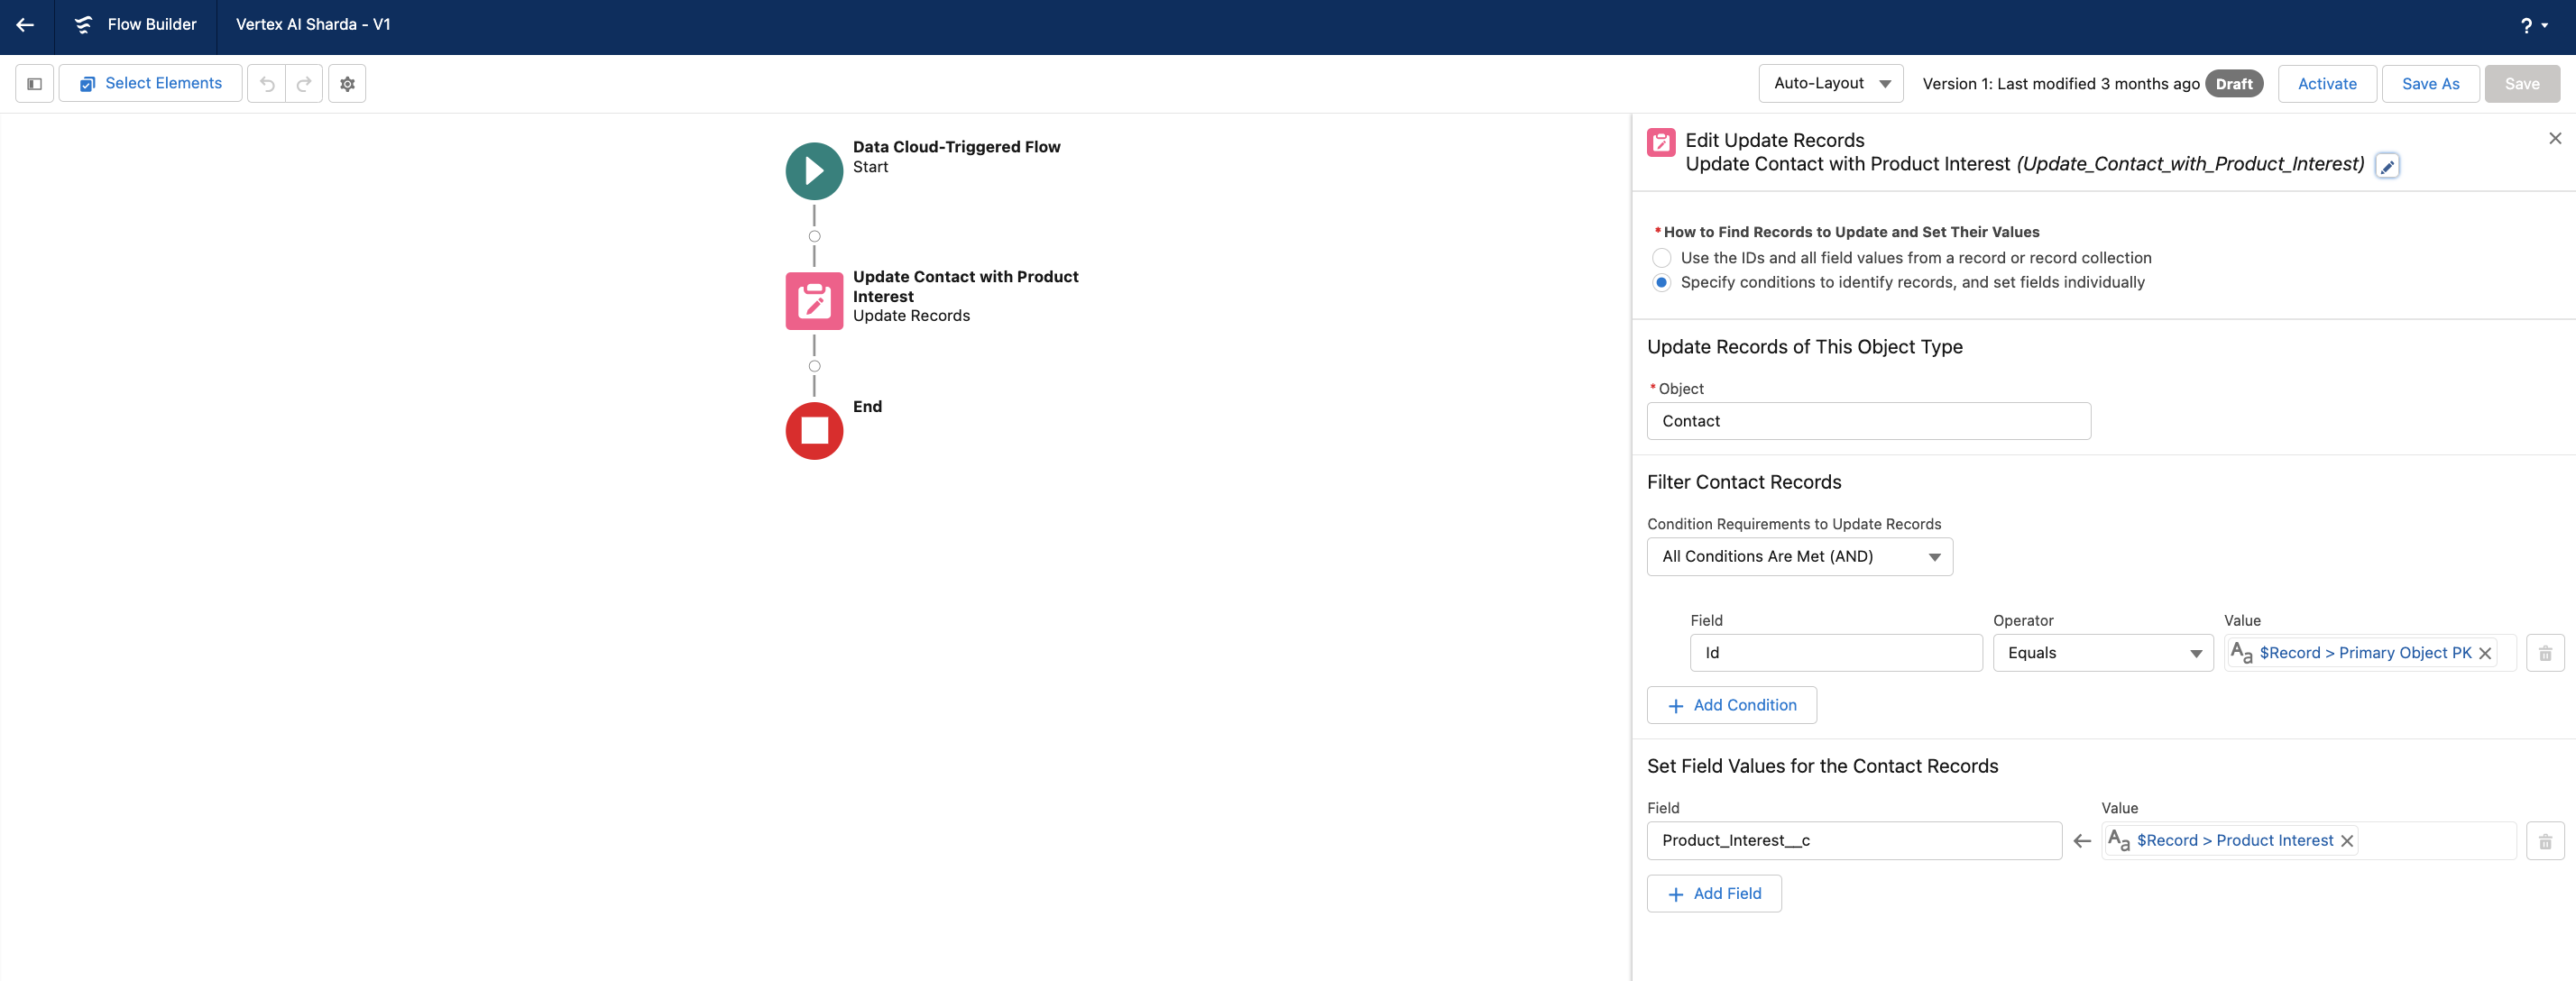 Flow Builder
Vertex AI Sharda - V1
?
Select Elements
Auto-Layout
Version 1: Last modified 3 months ago
Draft
Activate
Save As
Save
Data Cloud-Triggered Flow
Start
Update Contact with Product
Interest
Update Records
End
Edit Update Records
Update Contact with Product Interest (Update_Contact_with_Product_Interest)
*How to Find Records to Update and Set Their Values
Use the IDs and all field values from a record or record collection
Specify conditions to identify records, and set fields individually
Update Records of This Object Type
*Object
Contact
Filter Contact Records
Condition Requirements to Update Records
All Conditions Are Met (AND)
Field Operator Value
Id Equals Aa $Record > Primary Object PK
+ Add Condition
Set Field Values for the Contact Records
Field Value
Product_Interest__c ← Aa $Record > Product Interest
+ Add Field